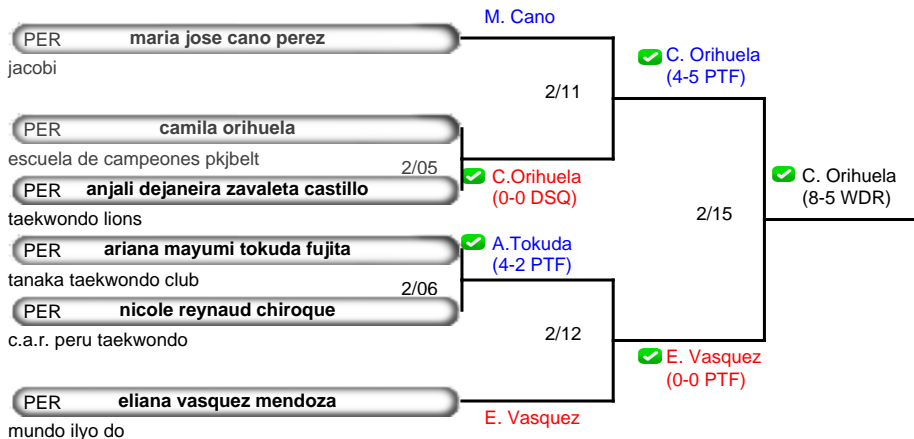 M. Cano
PER maria jose cano perez
jacobi
C. Orihuela
(4-5 PTF)
2/11
PER camila orihuela
escuela de campeones pkjbelt
2/05
C.Orihuela
(0-0 DSQ)
PER anjali dejaneira zavaleta castillo
taekwondo lions
C. Orihuela
(8-5 WDR)
2/15
PER ariana mayumi tokuda fujita
tanaka taekwondo club
A.Tokuda
(4-2 PTF)
2/06
PER nicole reynaud chiroque
c.a.r. peru taekwondo
2/12
E. Vasquez
(0-0 PTF)
PER eliana vasquez mendoza
mundo ilyo do
E. Vasquez